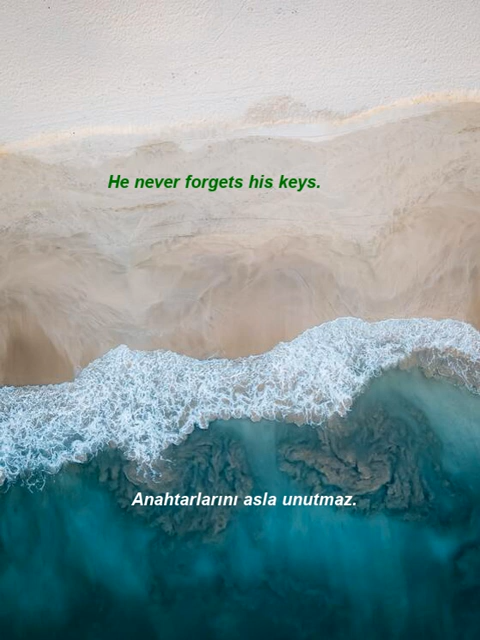 He never forgets his keys.
Anahtarlarını asla unutmaz.